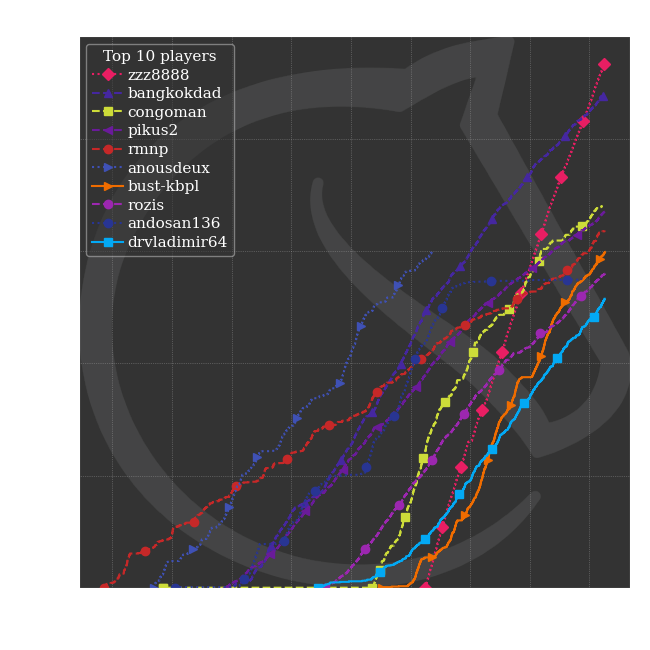 Top 10 players
zzz8888
bangkokdad
congoman
pikus2
rmnp
anousdeux
bust-kbpl
rozis
andosan136
drvladimir64